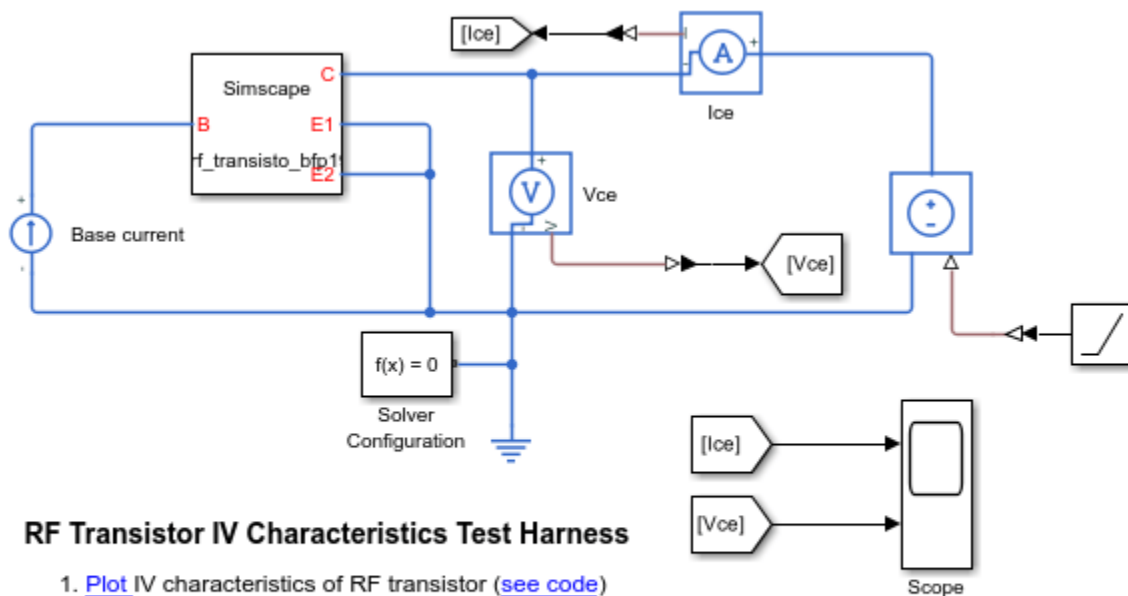 [Ice]
A
Ice
Simscape
C
B
E1
E2
rf_transisto_bfp19
V
Vce
Base current
[Vce]
f(x) = 0
Solver
Configuration
[Ice]
[Vce]
Scope
RF Transistor IV Characteristics Test Harness
1. Plot IV characteristics of RF transistor (see code)